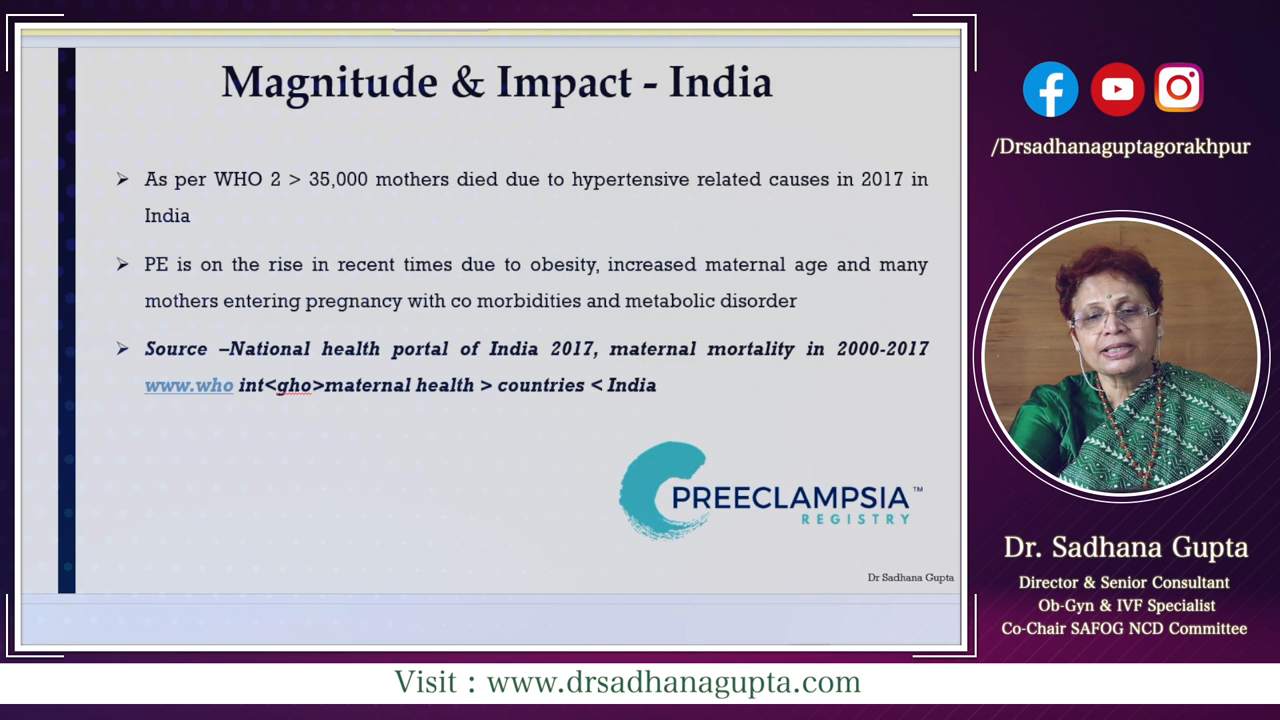 Magnitude & Impact - India
➢ As per WHO 2 > 35,000 mothers died due to hypertensive related causes in 2017 in
India
➢ PE is on the rise in recent times due to obesity, increased maternal age and many
mothers entering pregnancy with co morbidities and metabolic disorder
➢ Source –National health portal of India 2017, maternal mortality in 2000-2017
www.who int<gho>maternal health > countries < India
PREECLAMPSIA™
REGISTRY
Dr Sadhana Gupta
/Drsadhanaguptagorakhpur
Dr. Sadhana Gupta
Director & Senior Consultant
Ob-Gyn & IVF Specialist
Co-Chair SAFOG NCD Committee
Visit : www.drsadhanagupta.com